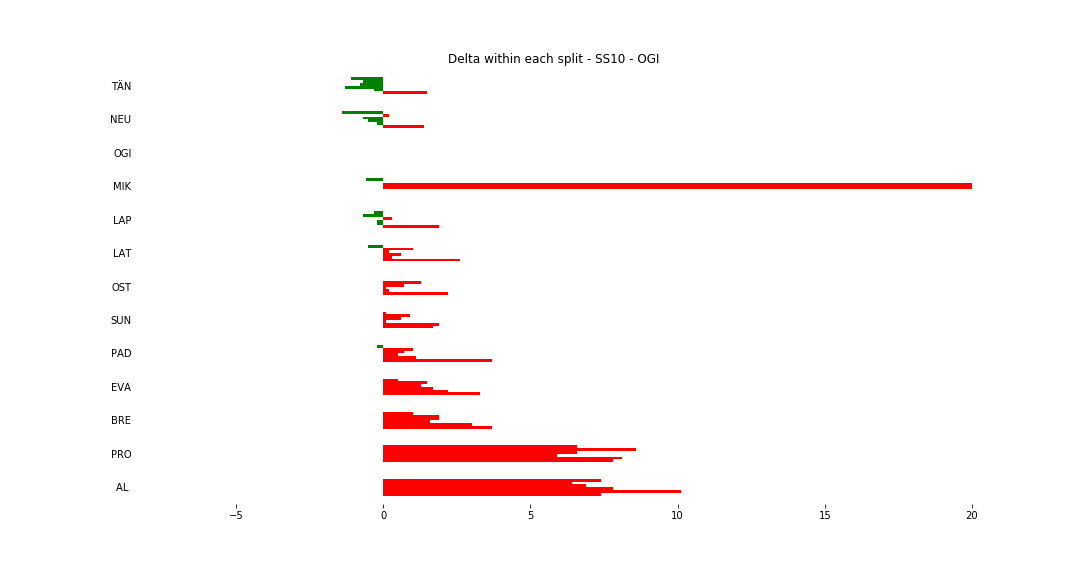 Delta within each split - SS10 - OGI
TÄN
NEU
OGI
MIK
LAP
LAT
OST
SUN
PAD
EVA
BRE
PRO
AL
−5 0 5 10 15 20